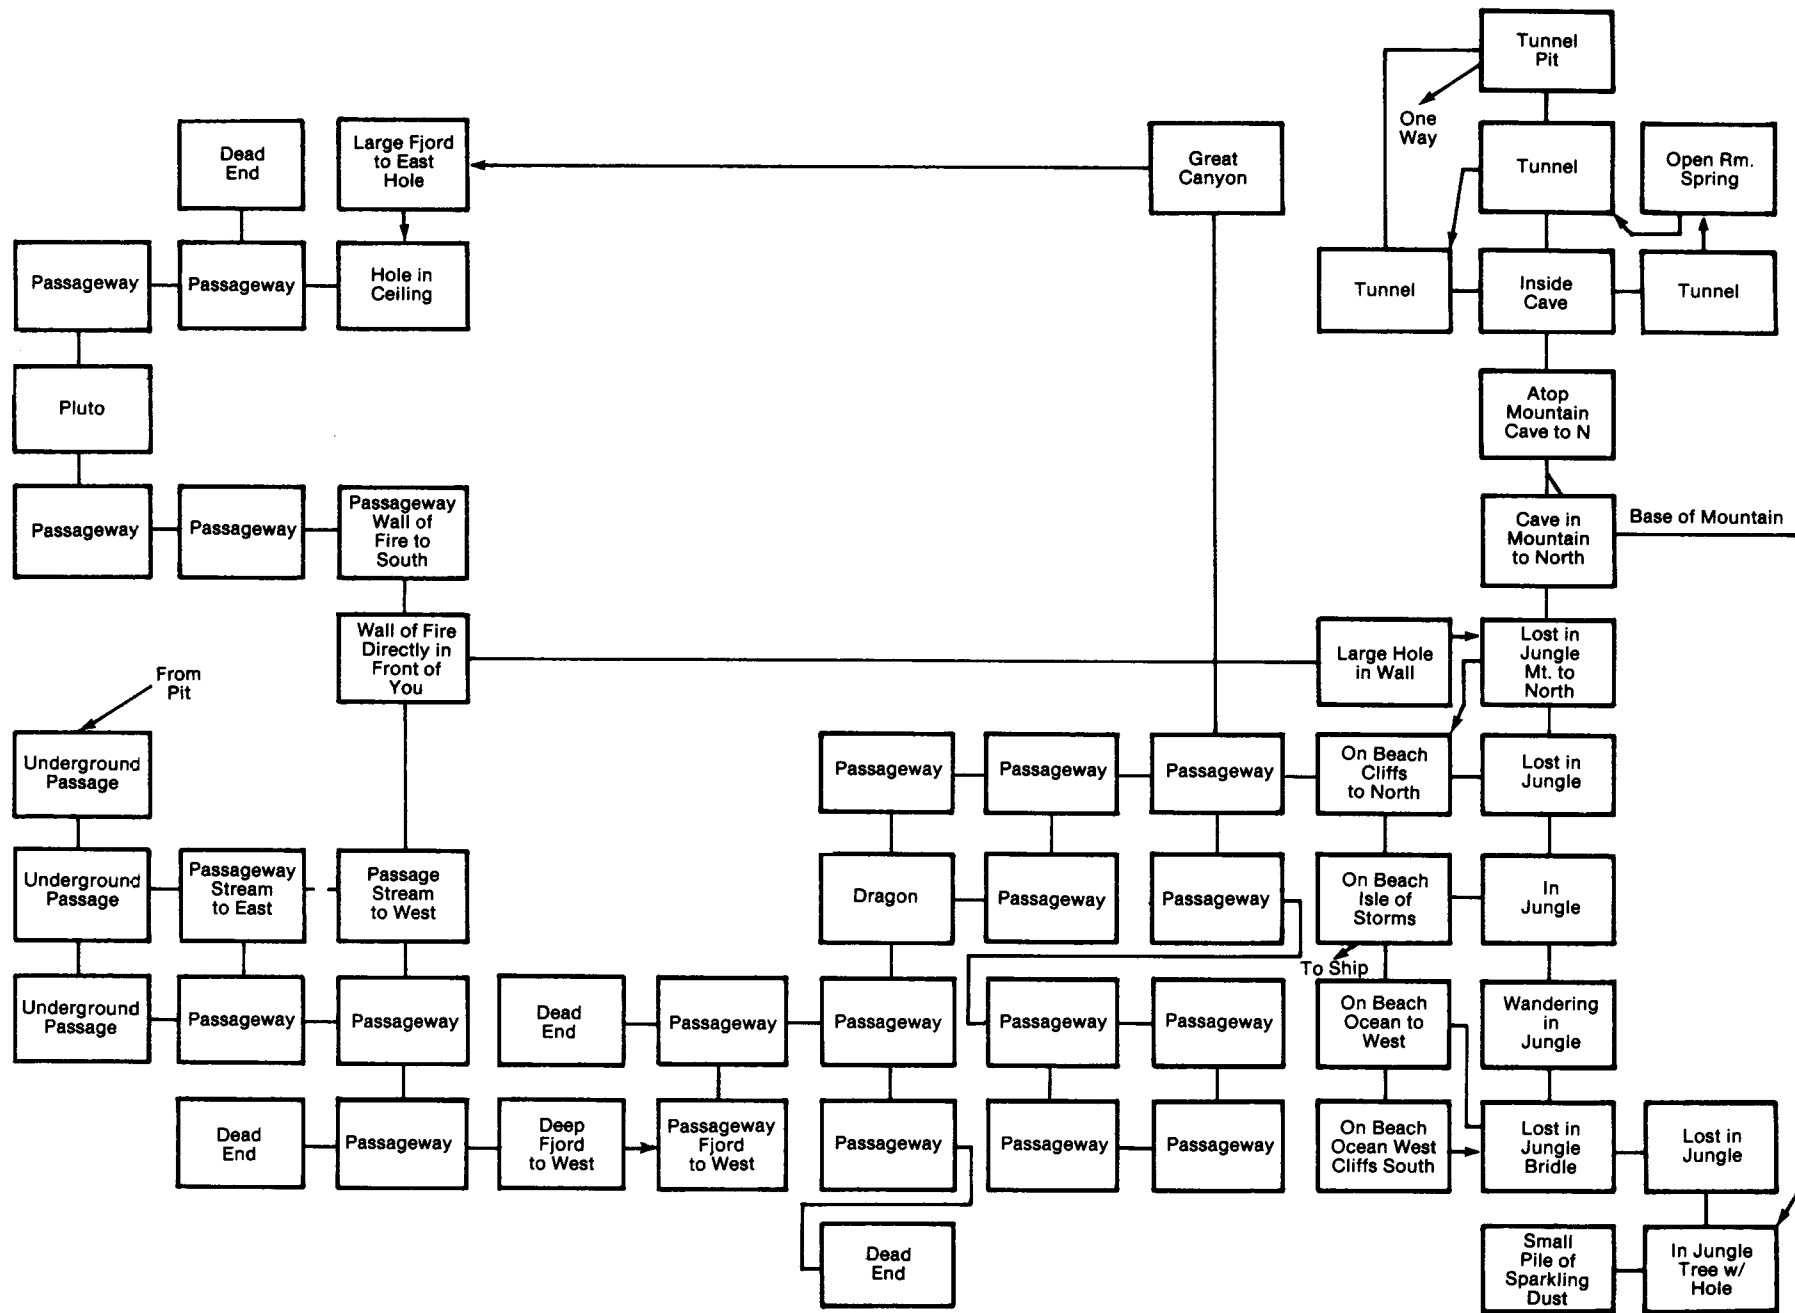 Tunnel
Pit
One
Way
Dead
End
Large Fjord
to East
Hole
Great
Canyon
Tunnel
Open Rm.
Spring
Passageway
Passageway
Hole in
Ceiling
Tunnel
Inside
Cave
Tunnel
Pluto
Atop
Mountain
Cave to N
Passageway
Passageway
Passageway
Wall of
Fire to
South
Cave in
Mountain
to North
Base of Mountain
Wall of Fire
Directly in
Front of
You
Large Hole
in Wall
Lost in
Jungle
Mt. to
North
From
Pit
Underground
Passage
Passageway
Passageway
Passageway
On Beach
Cliffs
to North
Lost in
Jungle
Underground
Passage
Passageway
Stream
to East
Passage
Stream
to West
Dragon
Passageway
Passageway
On Beach
Isle of
Storms
In
Jungle
To Ship
Underground
Passage
Passageway
Passageway
Dead
End
Passageway
Passageway
Passageway
Passageway
On Beach
Ocean to
West
Wandering
in
Jungle
Dead
End
Passageway
Deep
Fjord
to West
Passageway
Fjord
to West
Passageway
Passageway
Passageway
On Beach
Ocean West
Cliffs South
Lost in
Jungle
Bridle
Lost in
Jungle
Dead
End
Small
Pile of
Sparkling
Dust
In Jungle
Tree w/
Hole